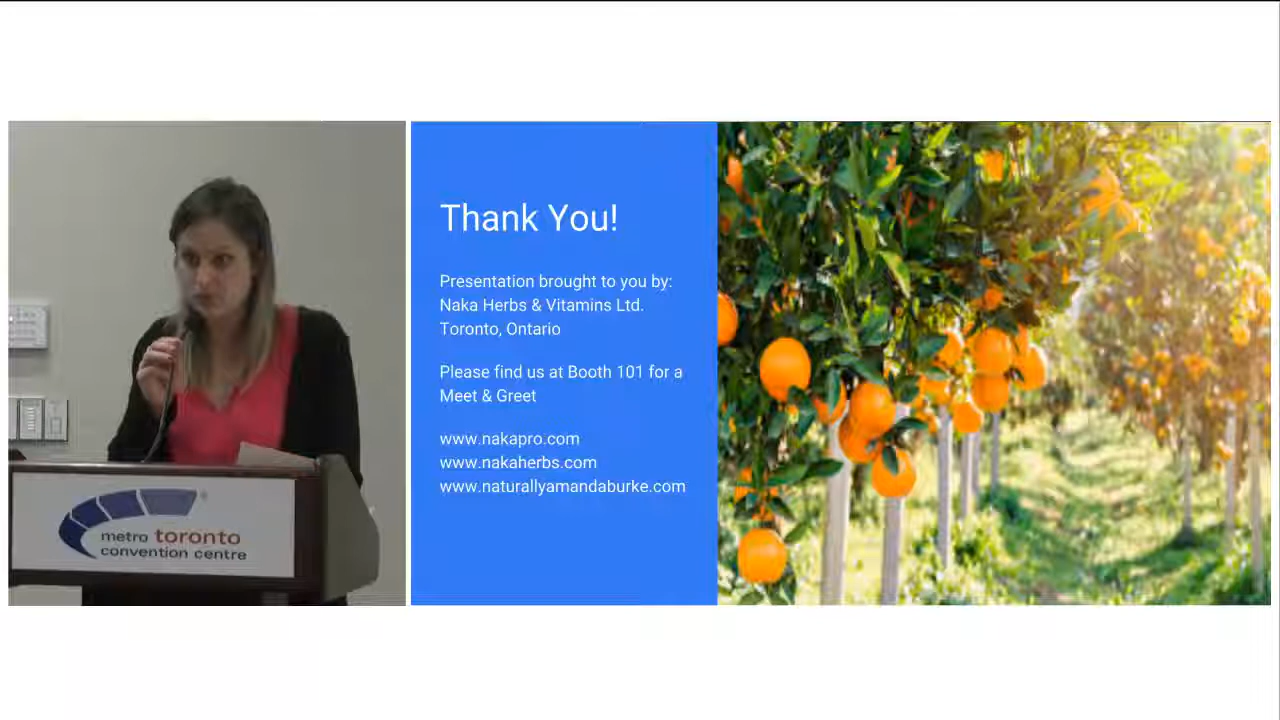 metro toronto
convention centre
Thank You!
Presentation brought to you by:
Naka Herbs & Vitamins Ltd.
Toronto, Ontario
Please find us at Booth 101 for a
Meet & Greet
www.nakapro.com
www.nakaherbs.com
www.naturallyamandaburke.com